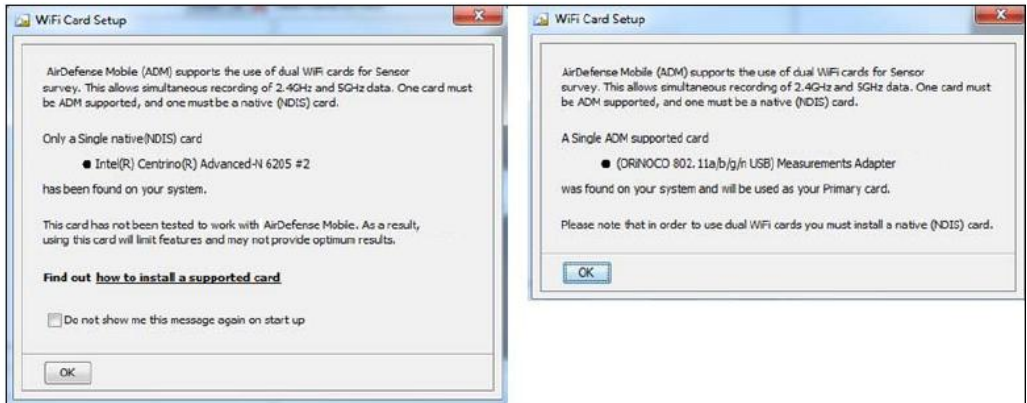 WiFi Card Setup
AirDefense Mobile (ADM) supports the use of dual WiFi cards for Sensor
survey. This allows simultaneous recording of 2.4GHz and 5GHz data. One card must
be ADM supported, and one must be a native (NDIS) card.
Only a Single native(NDIS) card
● Intel(R) Centrino(R) Advanced-N 6205 #2
has been found on your system.
This card has not been tested to work with AirDefense Mobile. As a result,
using this card will limit features and may not provide optimum results.
Find out how to install a supported card
Do not show me this message again on start up
OK
WiFi Card Setup
AirDefense Mobile (ADM) supports the use of dual WiFi cards for Sensor
survey. This allows simultaneous recording of 2.4GHz and 5GHz data. One card must
be ADM supported, and one must be a native (NDIS) card.
A Single ADM supported card
● (ORiNOCO 802.11a/b/g/n USB) Measurements Adapter
was found on your system and will be used as your Primary card.
Please note that in order to use dual WiFi cards you must install a native (NDIS) card.
OK